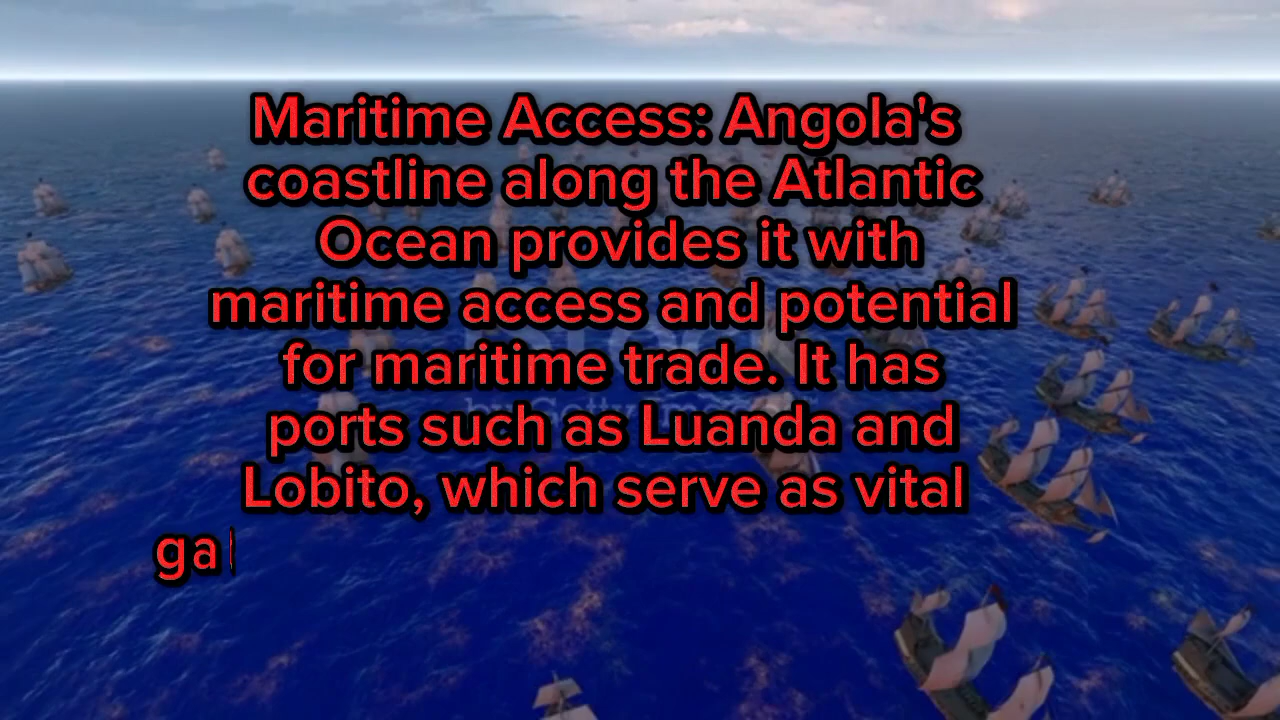 Maritime Access: Angola's
coastline along the Atlantic
Ocean provides it with
maritime access and potential
for maritime trade. It has
ports such as Luanda and
Lobito, which serve as vital
ga